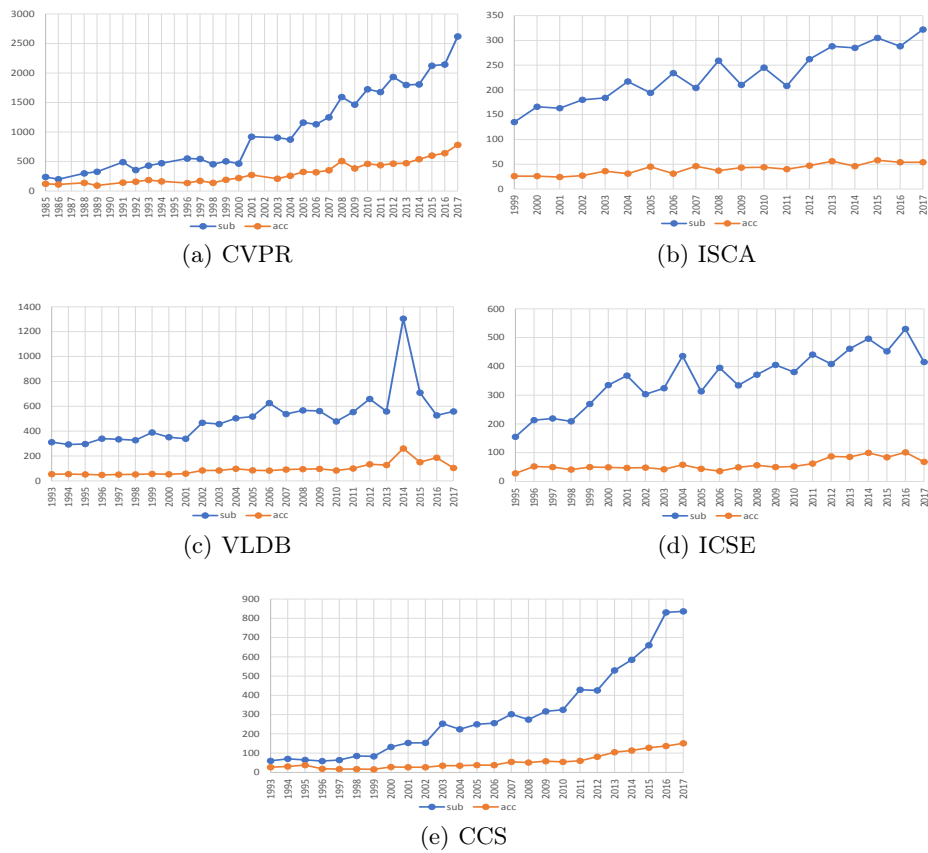 3000
2500
2000
1500
1000
500
0
1985 1986 1987 1988 1989 1990 1991 1992 1993 1994 1995 1996 1997 1998 1999 2000 2001 2002 2003 2004 2005 2006 2007 2008 2009 2010 2011 2012 2013 2014 2015 2016 2017
sub acc
(a) CVPR
350
300
250
200
150
100
50
0
1999 2000 2001 2002 2003 2004 2005 2006 2007 2008 2009 2010 2011 2012 2013 2014 2015 2016 2017
sub acc
(b) ISCA
1400
1200
1000
800
600
400
200
0
1993 1994 1995 1996 1997 1998 1999 2000 2001 2002 2003 2004 2005 2006 2007 2008 2009 2010 2011 2012 2013 2014 2015 2016 2017
sub acc
(c) VLDB
600
500
400
300
200
100
0
1995 1996 1997 1998 1999 2000 2001 2002 2003 2004 2005 2006 2007 2008 2009 2010 2011 2012 2013 2014 2015 2016 2017
sub acc
(d) ICSE
900
800
700
600
500
400
300
200
100
0
1993 1994 1995 1996 1997 1998 1999 2000 2001 2002 2003 2004 2005 2006 2007 2008 2009 2010 2011 2012 2013 2014 2015 2016 2017
sub acc
(e) CCS